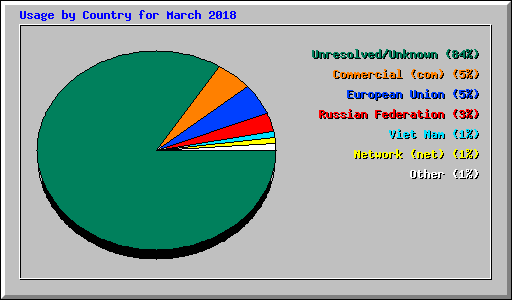 Usage by Country for March 2018
Unresolved/Unknown (84%)
Commercial (com) (5%)
European Union (5%)
Russian Federation (3%)
Viet Nam (1%)
Network (net) (1%)
Other (1%)